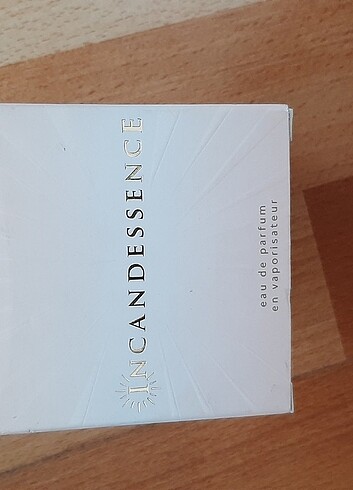 INCANDESSENCE
eau de parfum
en vaporisateur